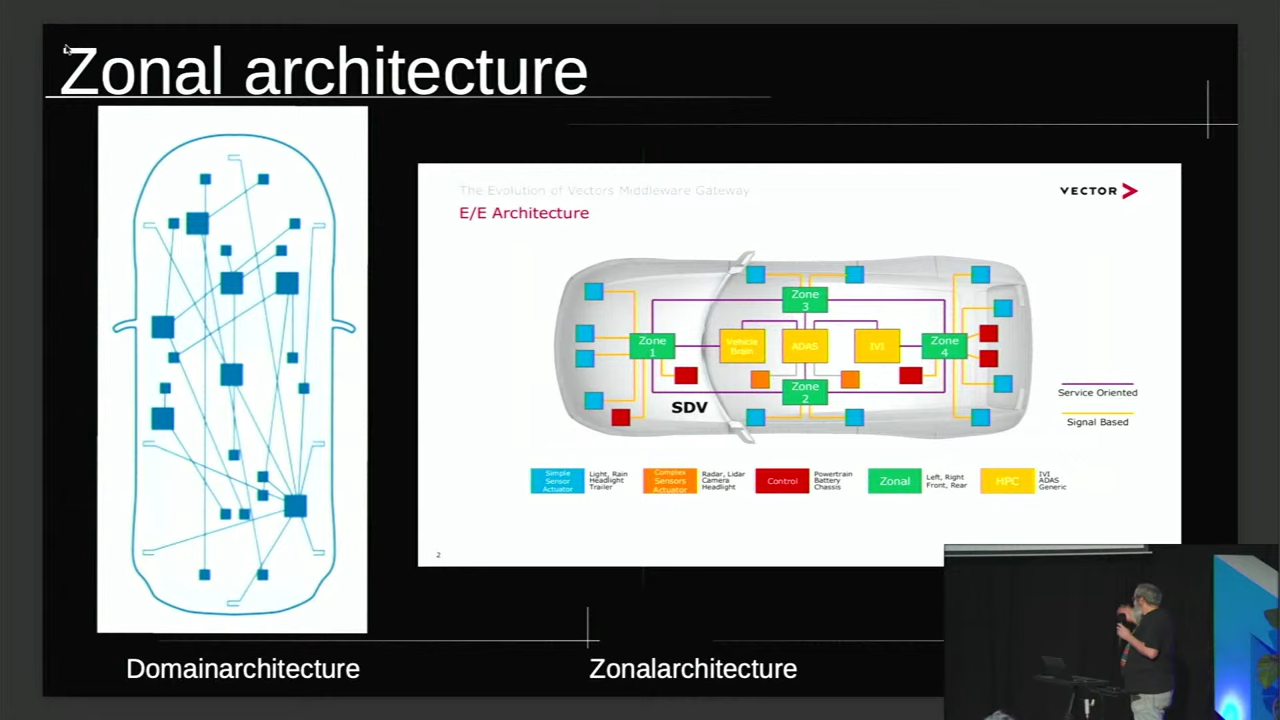 Zonal architecture
The Evolution of Vectors Middleware Gateway
VECTOR
E/E Architecture
Zone
3
Zone
1
Vehicle
Brain
ADAS
IVI
Zone
4
Zone
2
SDV
Service Oriented
Signal Based
Simple
Sensor
Actuator
Light, Rain
Headlight
Trailer
Complex
Sensors
Actuator
Radar, Lidar
Camera
Headlight
Control
Powertrain
Battery
Chassis
Zonal
Left, Right
Front, Rear
HPC
IVI
ADAS
Generic
2
Domainarchitecture
Zonalarchitecture